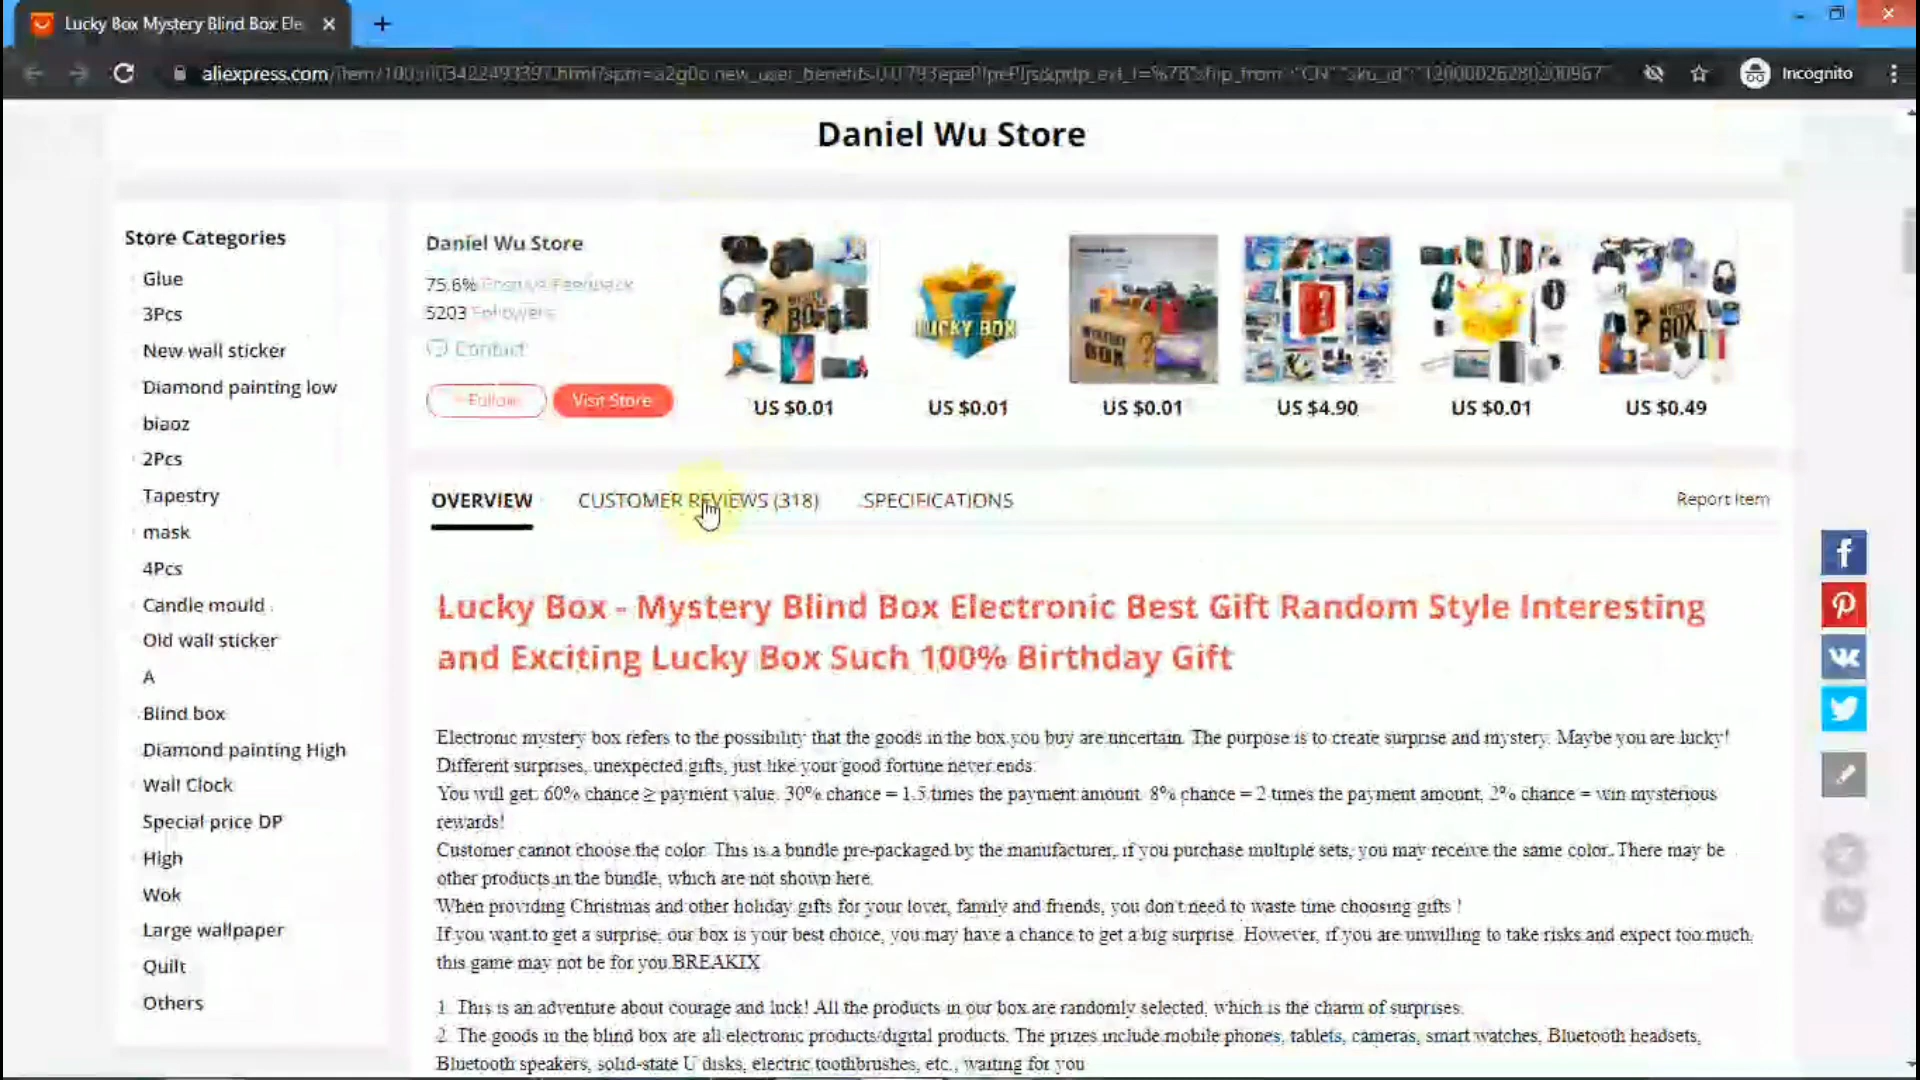 Lucky Box Mystery Blind Box Ele
aliexpress.com
Incognito
Daniel Wu Store
Store Categories
Glue
3Pcs
New wall sticker
Diamond painting low
biaoz
2Pcs
Tapestry
mask
4Pcs
Candle mould
Old wall sticker
A
Blind box
Diamond painting High
Wall Clock
Special price DP
High
Wok
Large wallpaper
Quilt
Others
Daniel Wu Store
75.6% Positive Feedback
5203 Followers
Contact
+ Follow
Visit Store
MYSTERY BOX
LUCKY BOX
MYSTERY BOX
MYSTERY BOX
US $0.01
US $0.01
US $0.01
US $4.90
US $0.01
US $0.49
OVERVIEW
CUSTOMER REVIEWS (318)
SPECIFICATIONS
Report Item
Lucky Box - Mystery Blind Box Electronic Best Gift Random Style Interesting
and Exciting Lucky Box Such 100% Birthday Gift
Electronic mystery box refers to the possibility that the goods in the box you buy are uncertain. The purpose is to create surprise and mystery. Maybe you are lucky!
Different surprises, unexpected gifts, just like your good fortune never ends.
You will get: 60% chance ≥ payment value. 30% chance = 1.5 times the payment amount. 8% chance = 2 times the payment amount, 2% chance = win mysterious
rewards!
Customer cannot choose the color. This is a bundle pre-packaged by the manufacturer, if you purchase multiple sets, you may receive the same color. There may be
other products in the bundle, which are not shown here.
When providing Christmas and other holiday gifts for your lover, family and friends, you don't need to waste time choosing gifts !
If you want to get a surprise, our box is your best choice, you may have a chance to get a big surprise. However, if you are unwilling to take risks and expect too much,
this game may not be for you.BREAKIX
1. This is an adventure about courage and luck! All the products in our box are randomly selected, which is the charm of surprises.
2. The goods in the blind box are all electronic products/digital products. The prizes include mobile phones, tablets, cameras, smart watches, Bluetooth headsets,
Bluetooth speakers, solid-state U disks, electric toothbrushes, etc., waiting for you